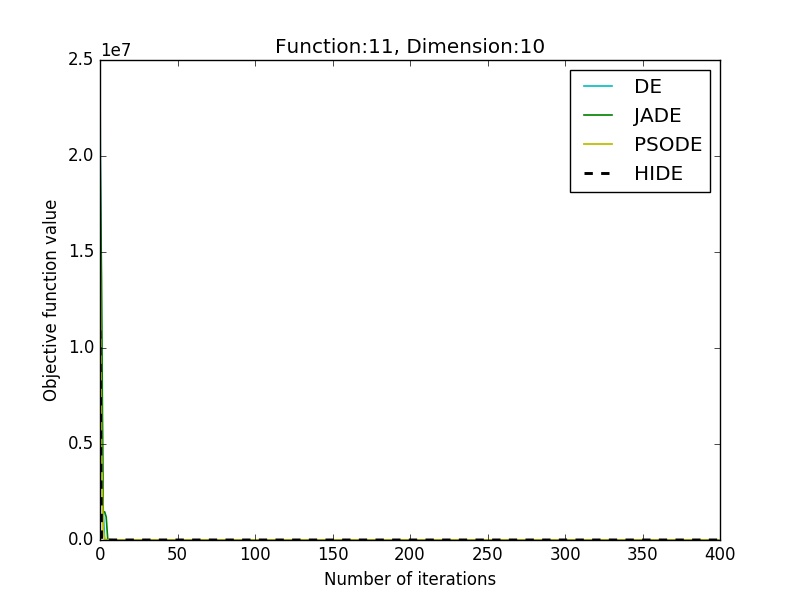 Function:11, Dimension:10
1e7
2.5
2.0
1.5
1.0
0.5
0.0
Objective function value
DE
JADE
PSODE
HIDE
0 50 100 150 200 250 300 350 400
Number of iterations